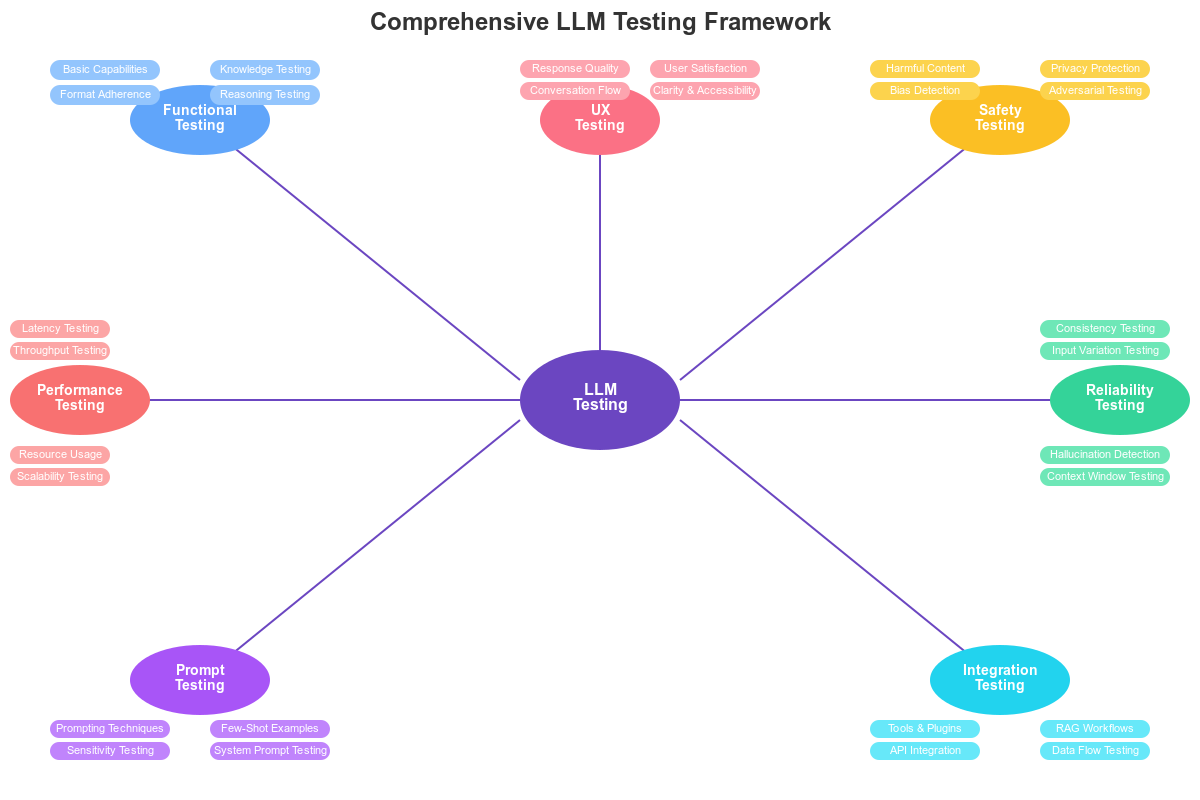 Comprehensive LLM Testing Framework
Basic Capabilities
Knowledge Testing
Format Adherence
Reasoning Testing
Functional
Testing
Response Quality
User Satisfaction
Conversation Flow
Clarity & Accessibility
UX
Testing
Harmful Content
Privacy Protection
Bias Detection
Adversarial Testing
Safety
Testing
Latency Testing
Throughput Testing
Performance
Testing
Resource Usage
Scalability Testing
LLM
Testing
Consistency Testing
Input Variation Testing
Reliability
Testing
Hallucination Detection
Context Window Testing
Prompt
Testing
Prompting Techniques
Few-Shot Examples
Sensitivity Testing
System Prompt Testing
Integration
Testing
Tools & Plugins
RAG Workflows
API Integration
Data Flow Testing